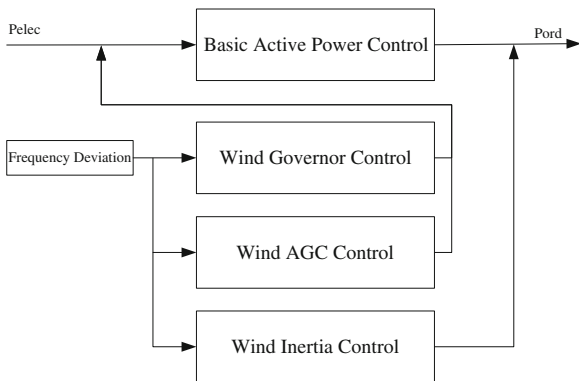 Pelec
Basic Active Power Control
Pord
Frequency Deviation
Wind Governor Control
Wind AGC Control
Wind Inertia Control